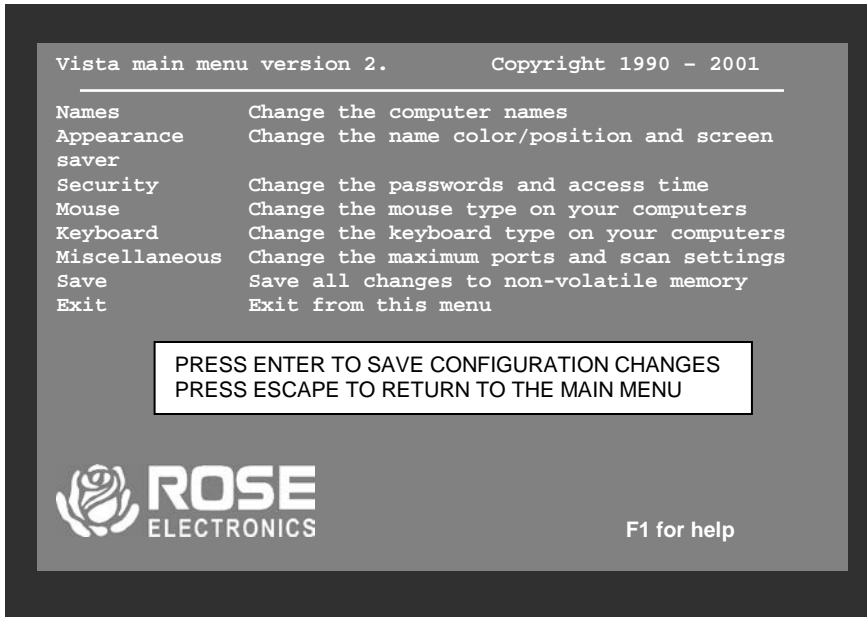 Vista main menu version 2. Copyright 1990 – 2001
Names Change the computer names
Appearance Change the name color/position and screen
saver
Security Change the passwords and access time
Mouse Change the mouse type on your computers
Keyboard Change the keyboard type on your computers
Miscellaneous Change the maximum ports and scan settings
Save Save all changes to non-volatile memory
Exit Exit from this menu
PRESS ENTER TO SAVE CONFIGURATION CHANGES
PRESS ESCAPE TO RETURN TO THE MAIN MENU
ROSE
ELECTRONICS
F1 for help